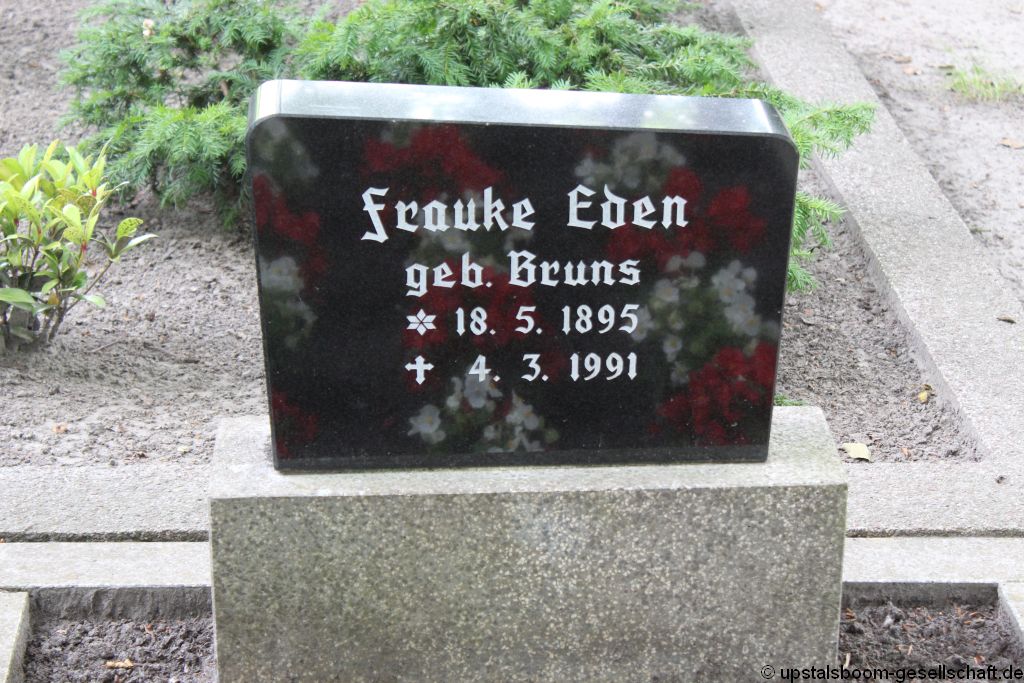 Frauke Eden
geb. Bruns
* 18. 5. 1895
✝ 4. 3. 1991
© upstalsboom-gesellschaft.de